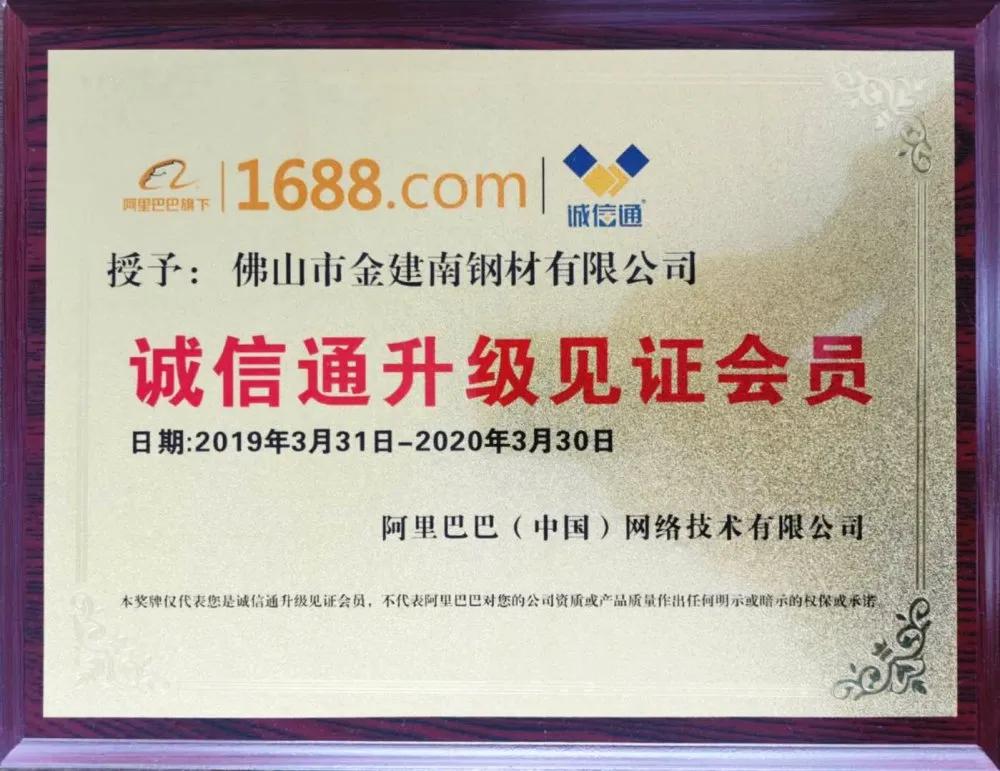 阿里巴巴旗下 1688.com 诚信通
授予：佛山市金建南钢材有限公司
诚信通升级见证会员
日期:2019年3月31日-2020年3月30日
阿里巴巴（中国）网络技术有限公司
本奖牌仅代表您是诚信通升级见证会员，不代表阿里巴巴对您的公司资质或产品质量作出任何明示或暗示的权保或承诺